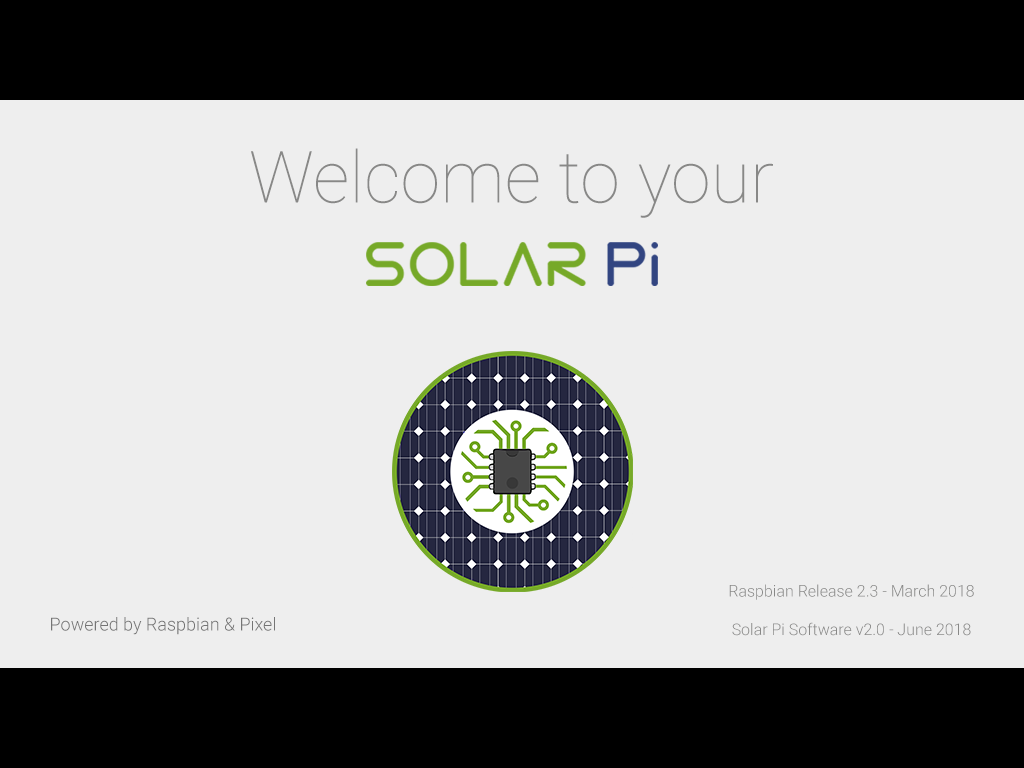 Welcome to your
SOLAR Pi
Raspbian Release 2.3 - March 2018
Powered by Raspbian & Pixel
Solar Pi Software v2.0 - June 2018